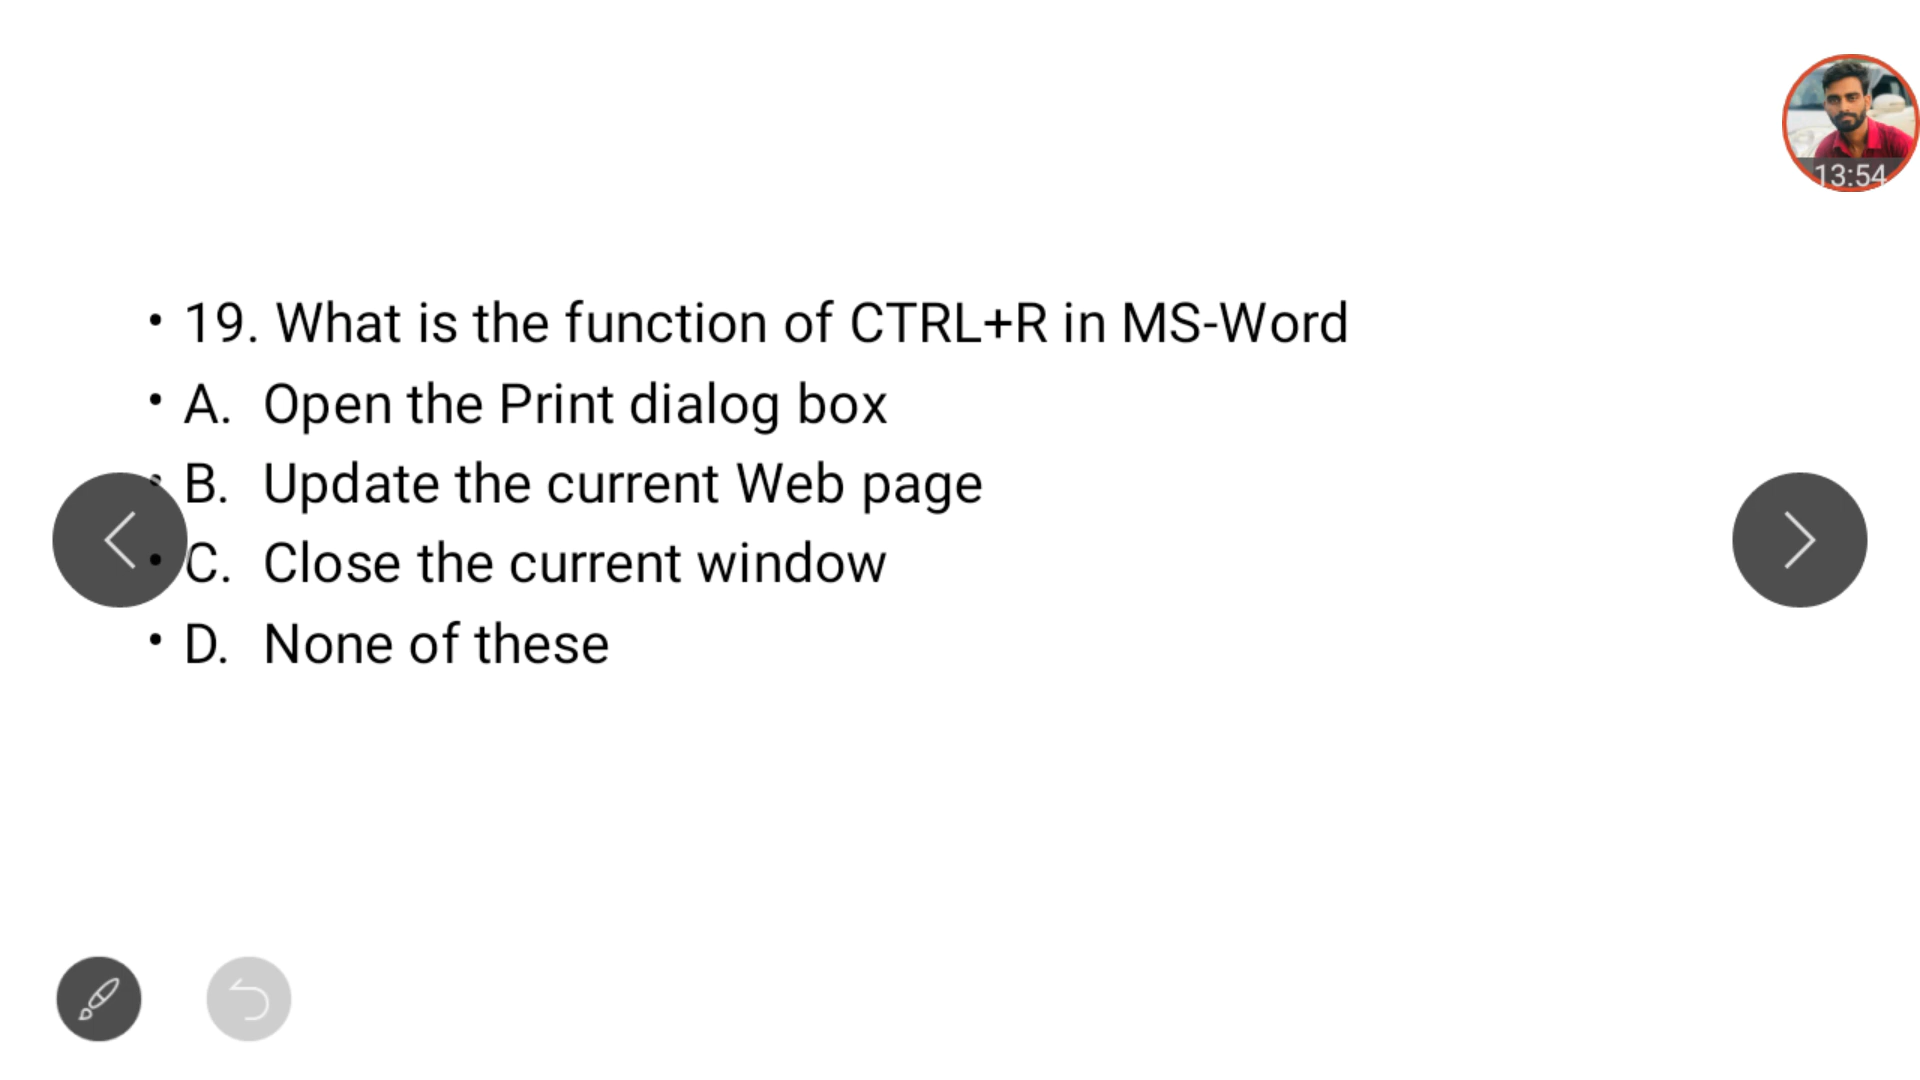 13:54
• 19. What is the function of CTRL+R in MS-Word
• A. Open the Print dialog box
• B. Update the current Web page
• C. Close the current window
• D. None of these